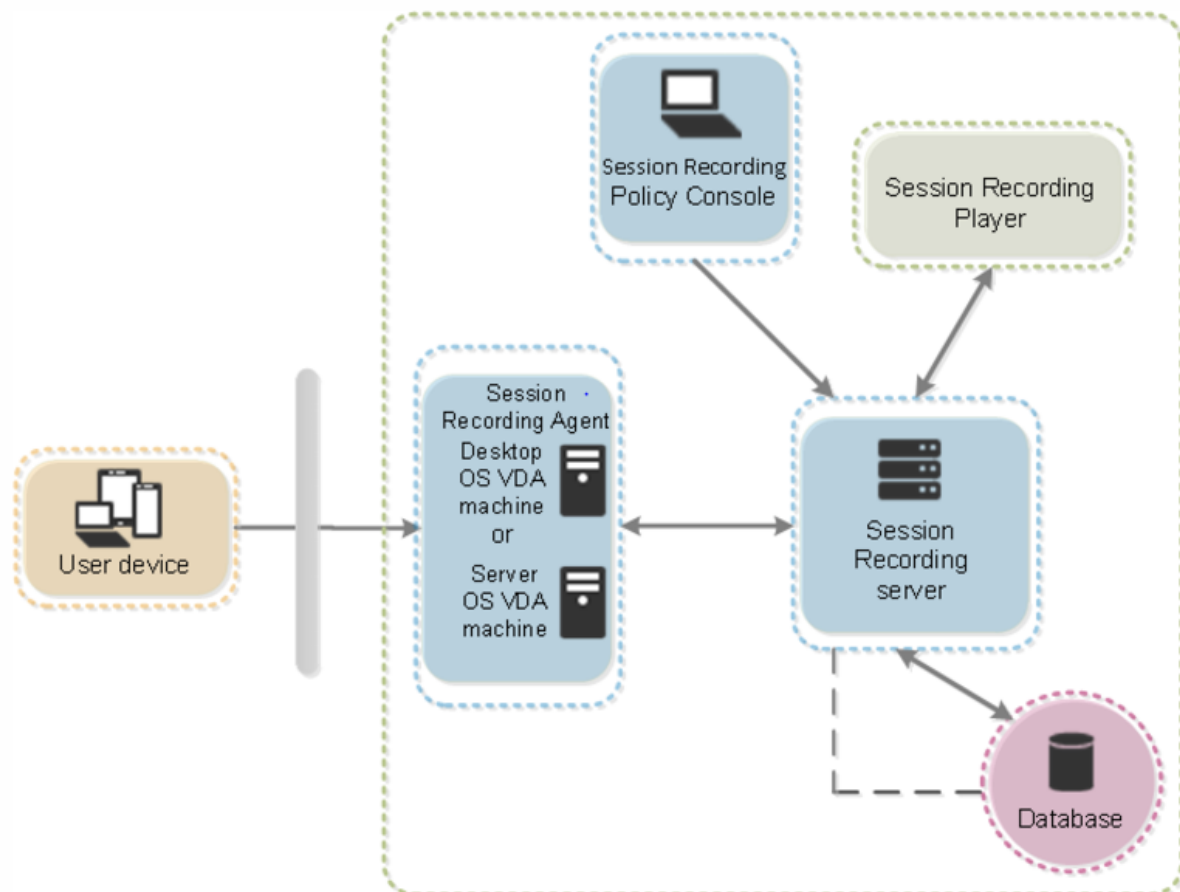 Session Recording
Policy Console
Session Recording
Player
Session
Recording Agent
Desktop
OS VDA
machine
or
Server
OS VDA
machine
User device
Session
Recording
server
Database